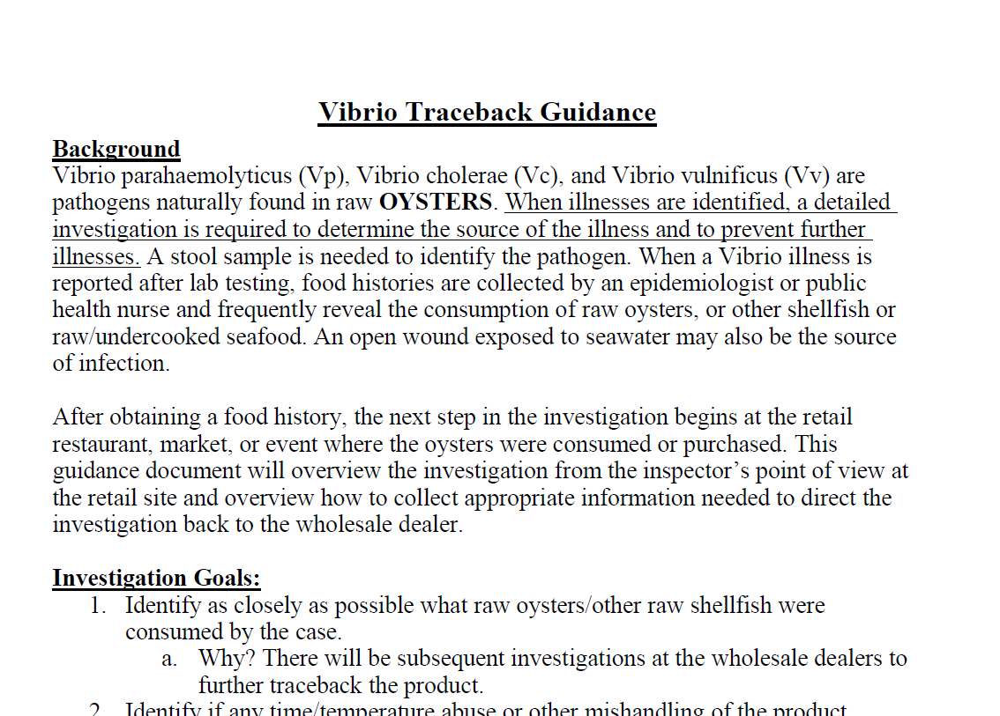 Vibrio Traceback Guidance
Background
Vibrio parahaemolyticus (Vp), Vibrio cholerae (Vc), and Vibrio vulnificus (Vv) are
pathogens naturally found in raw OYSTERS. When illnesses are identified, a detailed
investigation is required to determine the source of the illness and to prevent further
illnesses. A stool sample is needed to identify the pathogen. When a Vibrio illness is
reported after lab testing, food histories are collected by an epidemiologist or public
health nurse and frequently reveal the consumption of raw oysters, or other shellfish or
raw/undercooked seafood. An open wound exposed to seawater may also be the source
of infection.
After obtaining a food history, the next step in the investigation begins at the retail
restaurant, market, or event where the oysters were consumed or purchased. This
guidance document will overview the investigation from the inspector's point of view at
the retail site and overview how to collect appropriate information needed to direct the
investigation back to the wholesale dealer.
Investigation Goals:
1. Identify as closely as possible what raw oysters/other raw shellfish were
consumed by the case.
a. Why? There will be subsequent investigations at the wholesale dealers to
further traceback the product.
2. Identify if any time/temperature abuse or other mishandling of the product